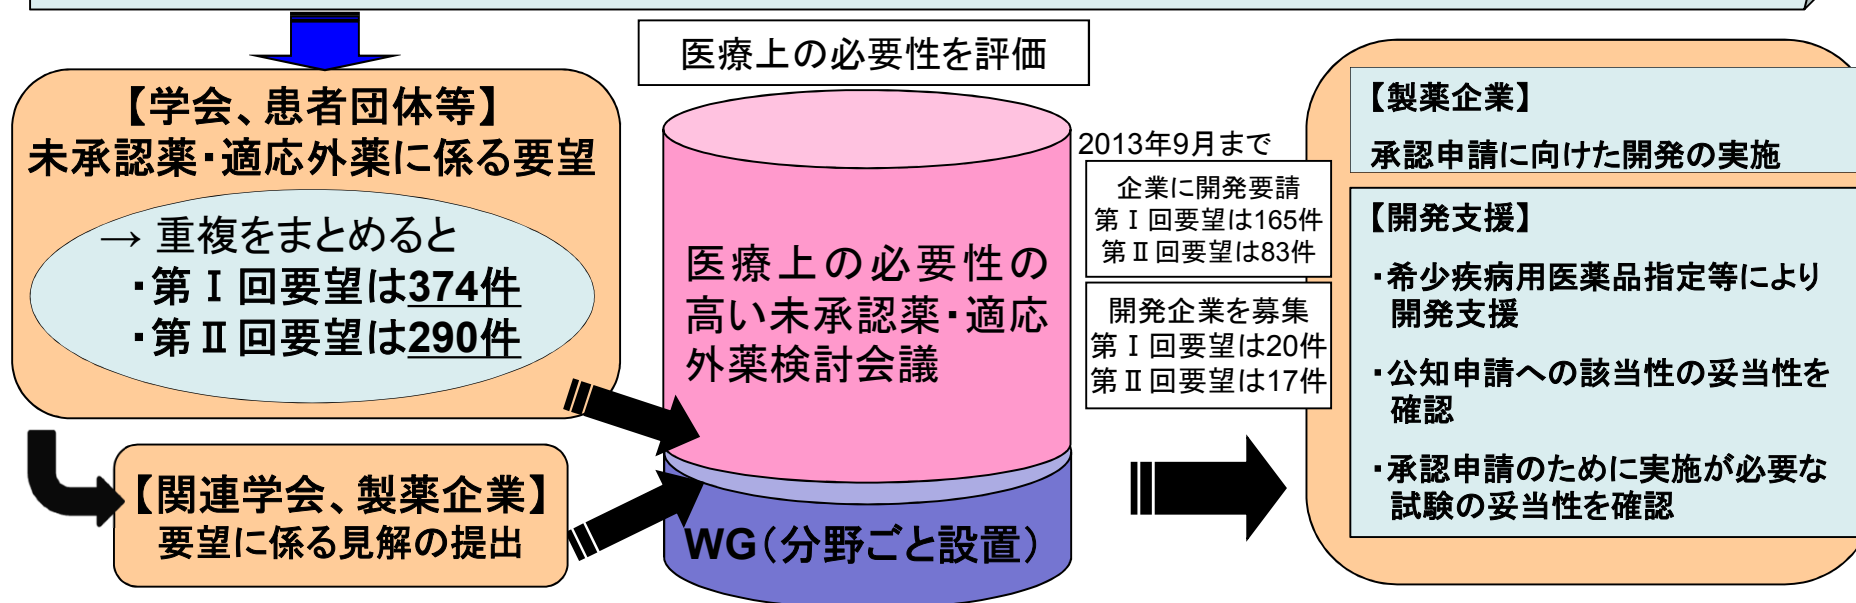 【学会、患者団体等】
未承認薬・適応外薬に係る要望
→ 重複をまとめると
・第Ⅰ回要望は374件
・第Ⅱ回要望は290件
【関連学会、製薬企業】
要望に係る見解の提出
医療上の必要性を評価
医療上の必要性の
高い未承認薬・適応
外薬検討会議
WG（分野ごと設置）
2013年9月まで
企業に開発要請
第Ⅰ回要望は165件
第Ⅱ回要望は83件
開発企業を募集
第Ⅰ回要望は20件
第Ⅱ回要望は17件
【製薬企業】
承認申請に向けた開発の実施
【開発支援】
・希少疾病用医薬品指定等により
開発支援
・公知申請への該当性の妥当性を
確認
・承認申請のために実施が必要な
試験の妥当性を確認